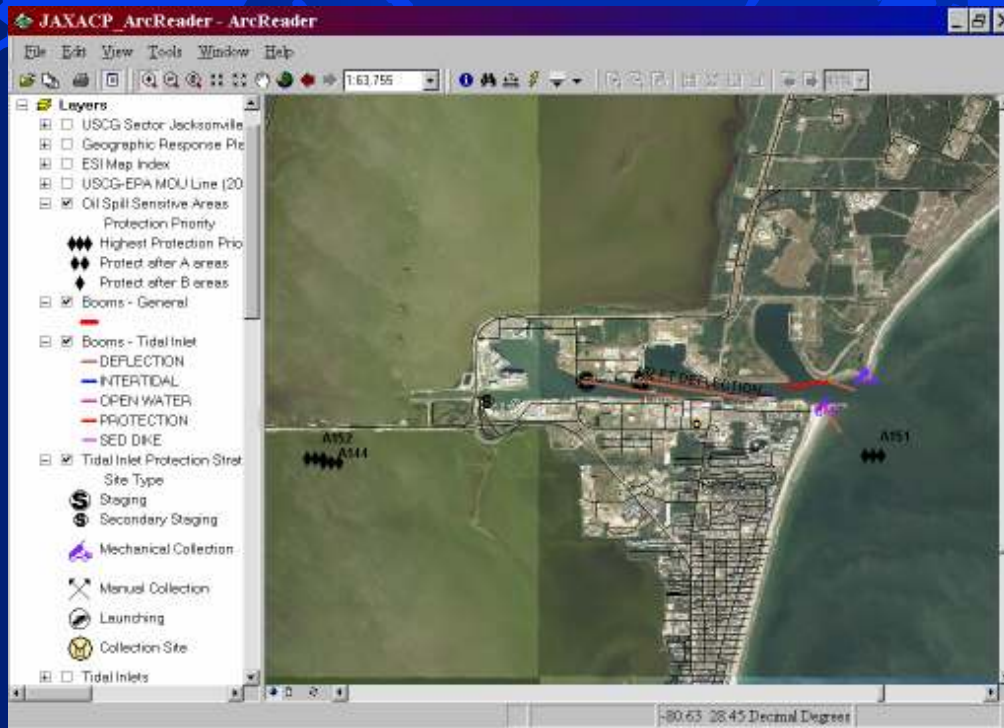 JAXACP_ArcReader - ArcReader
File Edit View Tools Window Help
1:63,755
Layers
USCG Sector Jacksonville
Geographic Response Pla
ESI Map Index
USCG-EPA MOU Line (20
Oil Spill Sensitive Areas
Protection Priority
Highest Protection Prio
Protect after A areas
Protect after B areas
Booms - General
Booms - Tidal Inlet
DEFLECTION
INTERTIDAL
OPEN WATER
PROTECTION
SED DIKE
Tidal Inlet Protection Strat
Site Type
S Staging
S Secondary Staging
Mechanical Collection
Manual Collection
Launching
Collection Site
Tidal Inlets
FT DEFLECTION
A152
A144
A151
-80.63 28.45 Decimal Degrees